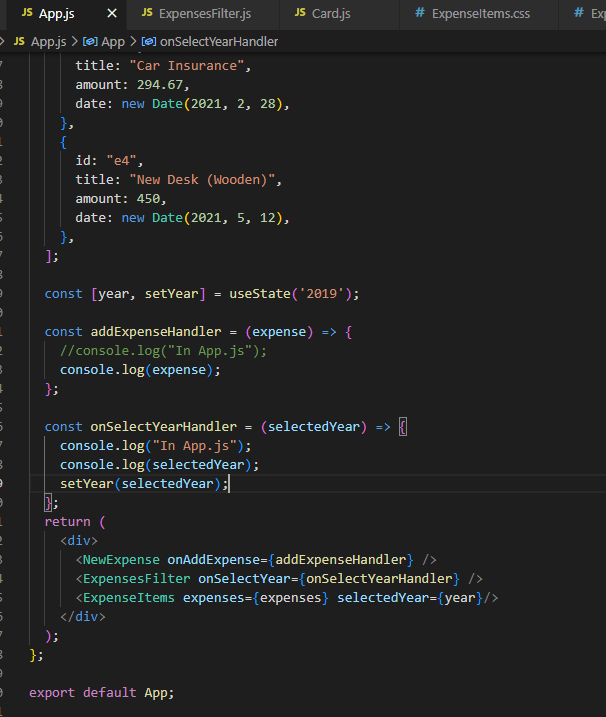 JS App.js × JS ExpensesFilter.js JS Card.js # ExpenseItems.css # Exp
JS App.js > App > onSelectYearHandler
title: "Car Insurance",
amount: 294.67,
date: new Date(2021, 2, 28),
},
{
id: "e4",
title: "New Desk (Wooden)",
amount: 450,
date: new Date(2021, 5, 12),
},
];
const [year, setYear] = useState('2019');
const addExpenseHandler = (expense) => {
//console.log("In App.js");
console.log(expense);
};
const onSelectYearHandler = (selectedYear) => {
console.log("In App.js");
console.log(selectedYear);
setYear(selectedYear);
};
return (
<div>
<NewExpense onAddExpense={addExpenseHandler} />
<ExpensesFilter onSelectYear={onSelectYearHandler} />
<ExpenseItems expenses={expenses} selectedYear={year}/>
</div>
);
};
export default App;